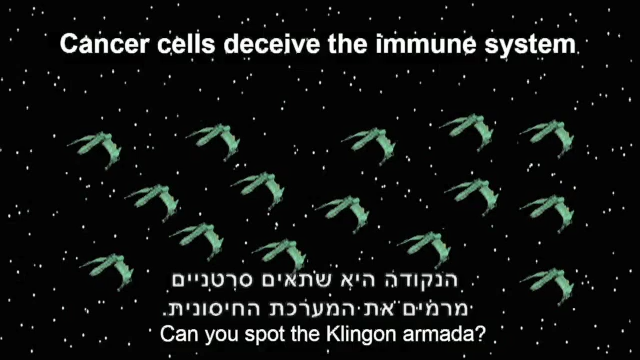 Cancer cells deceive the immune system
הנקודה היא שתאים סרטניים
מרמים את המערכת החיסונית.
Can you spot the Klingon armada?